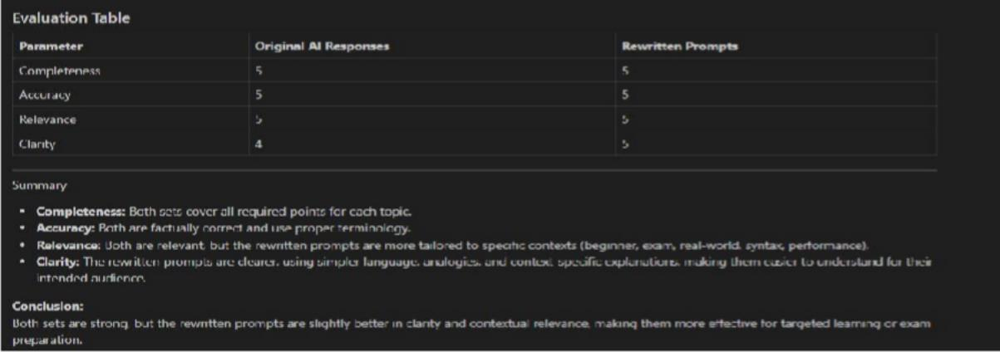 Evaluation Table
Parameter Original AI Responses Rewritten Prompts
Completeness 5 5
Accuracy 5 5
Relevance 5 5
Clarity 4 5
Summary
• Completeness: Both sets cover all required points for each topic.
• Accuracy: Both are factually correct and use proper terminology.
• Relevance: Both are relevant, but the rewritten prompts are more tailored to specific contexts (beginner, exam, real-world, syntax, performance).
• Clarity: The rewritten prompts are clearer, using simpler language, analogies, and context-specific explanations, making them easier to understand for their
intended audience.
Conclusion:
Both sets are strong, but the rewritten prompts are slightly better in clarity and contextual relevance, making them more effective for targeted learning or exam
preparation.